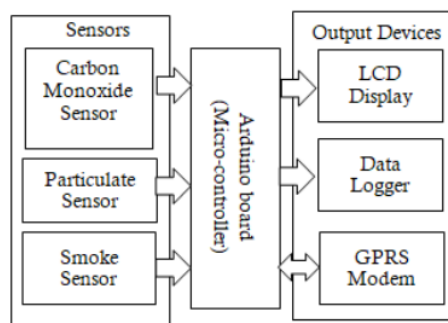 Sensors
Carbon
Monoxide
Sensor
Particulate
Sensor
Smoke
Sensor
Arduino board
(Micro-controller)
Output Devices
LCD
Display
Data
Logger
GPRS
Modem